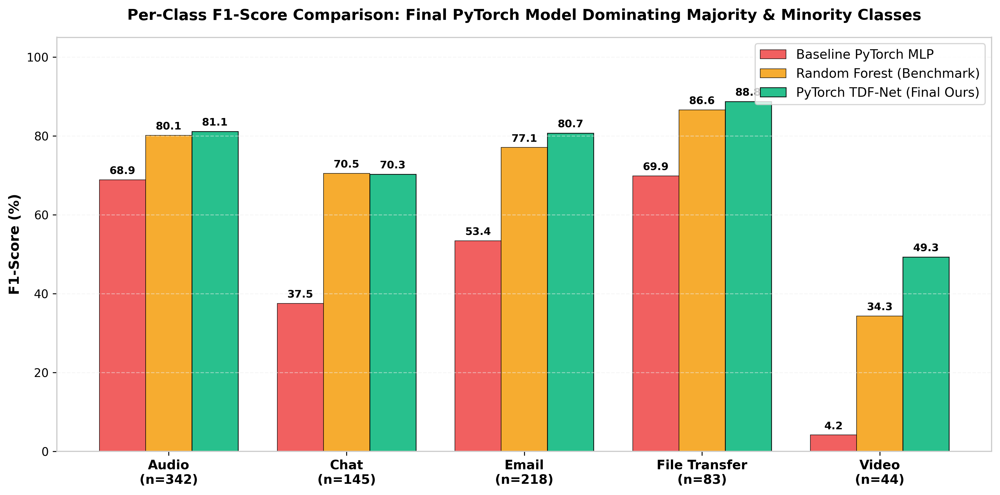 Per-Class F1-Score Comparison: Final PyTorch Model Dominating Majority & Minority Classes
Baseline PyTorch MLP
Random Forest (Benchmark)
PyTorch TDF-Net (Final Ours)
F1-Score (%)
100
80
60
40
20
0
68.9
80.1
81.1
37.5
70.5
70.3
53.4
77.1
80.7
69.9
86.6
88.8
4.2
34.3
49.3
Audio
(n=342)
Chat
(n=145)
Email
(n=218)
File Transfer
(n=83)
Video
(n=44)